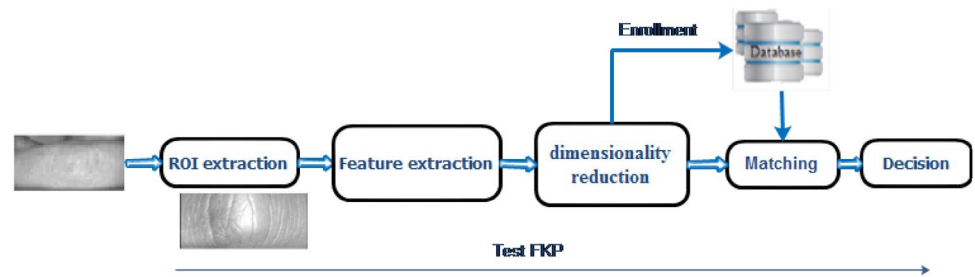 Enrollment
Database
ROI extraction
Feature extraction
dimensionality
reduction
Matching
Decision
Test FKP